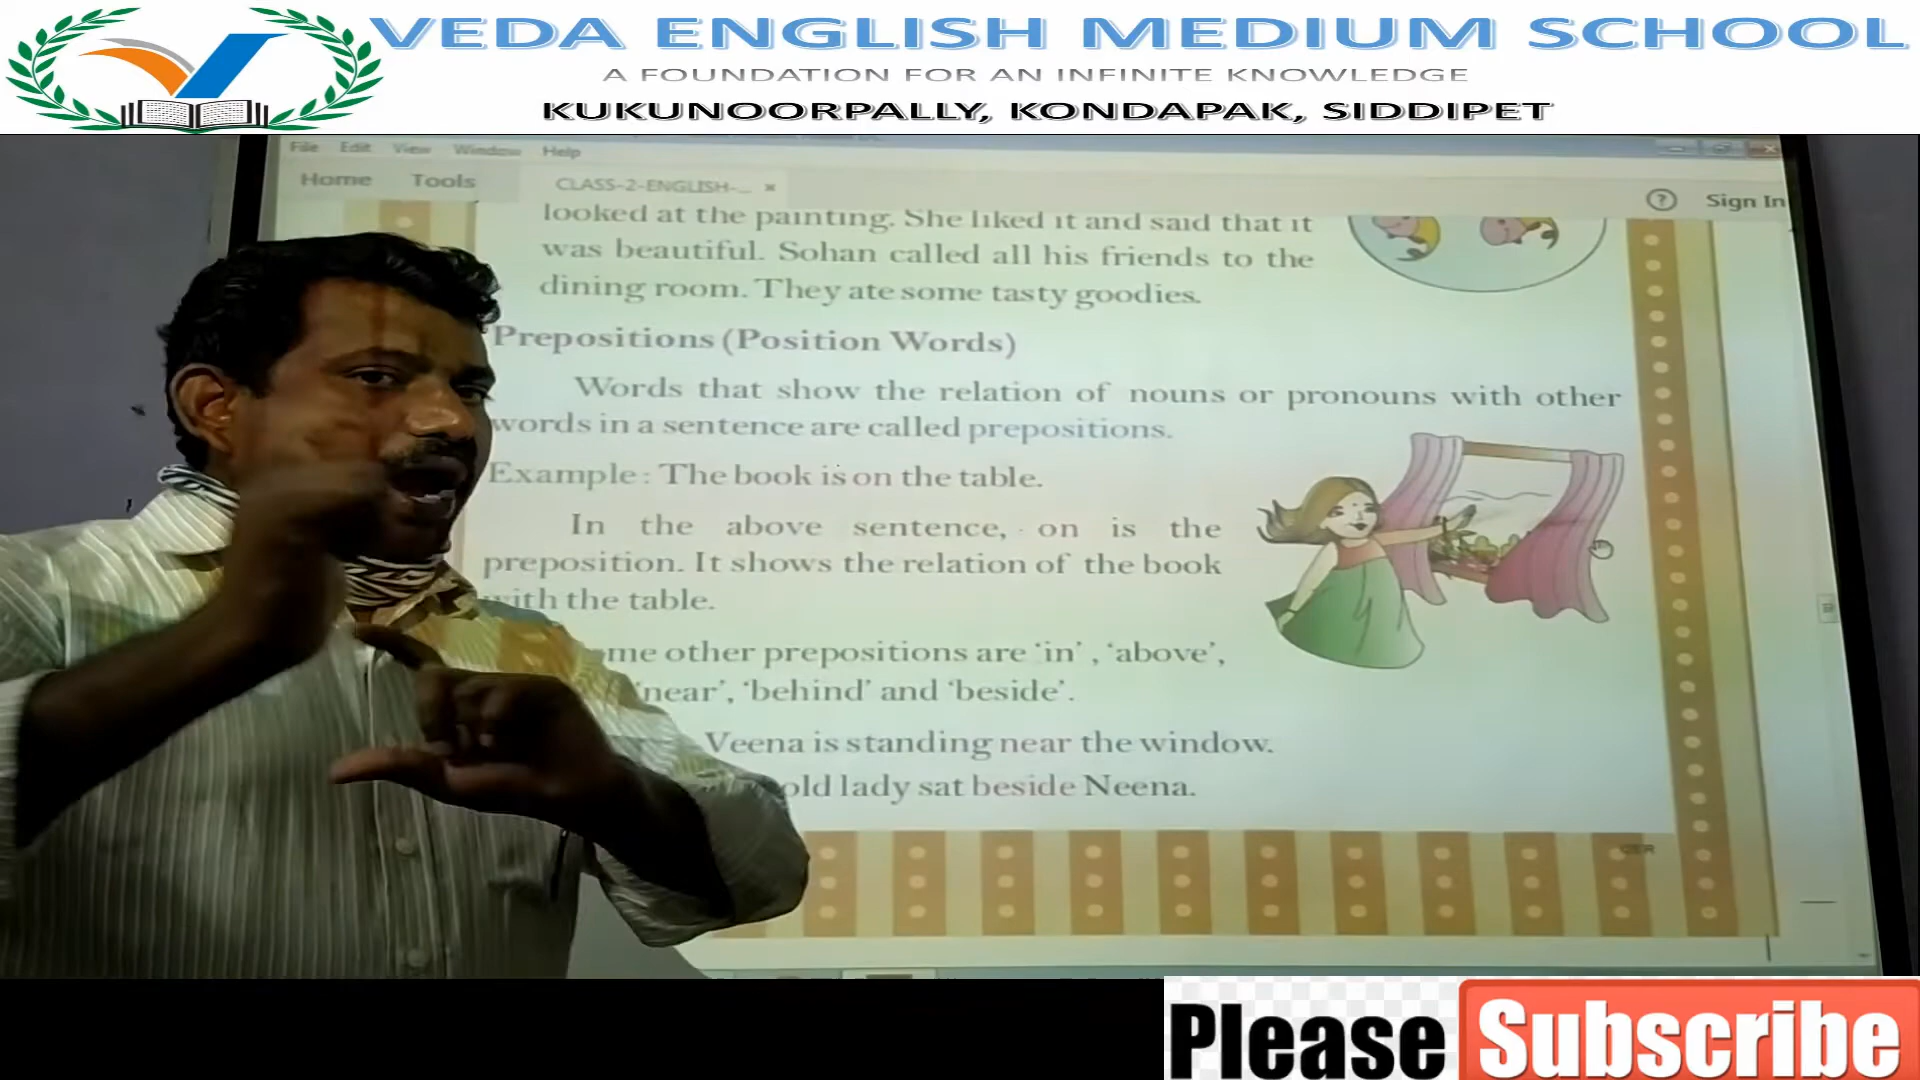 VEDA ENGLISH MEDIUM SCHOOL
A FOUNDATION FOR AN INFINITE KNOWLEDGE
KUKUNOORPALLY, KONDAPAK, SIDDIPET
File Edit View Window Help
Home Tools CLASS-2-ENGLISH-... × ? Sign In
looked at the painting. She liked it and said that it
was beautiful. Sohan called all his friends to the
dining room. They ate some tasty goodies.
Prepositions (Position Words)
Words that show the relation of nouns or pronouns with other
words in a sentence are called prepositions.
Example : The book is on the table.
In the above sentence, on is the
preposition. It shows the relation of the book
with the table.
me other prepositions are 'in' , 'above',
'near', 'behind' and 'beside'.
Veena is standing near the window.
old lady sat beside Neena.
Please Subscribe